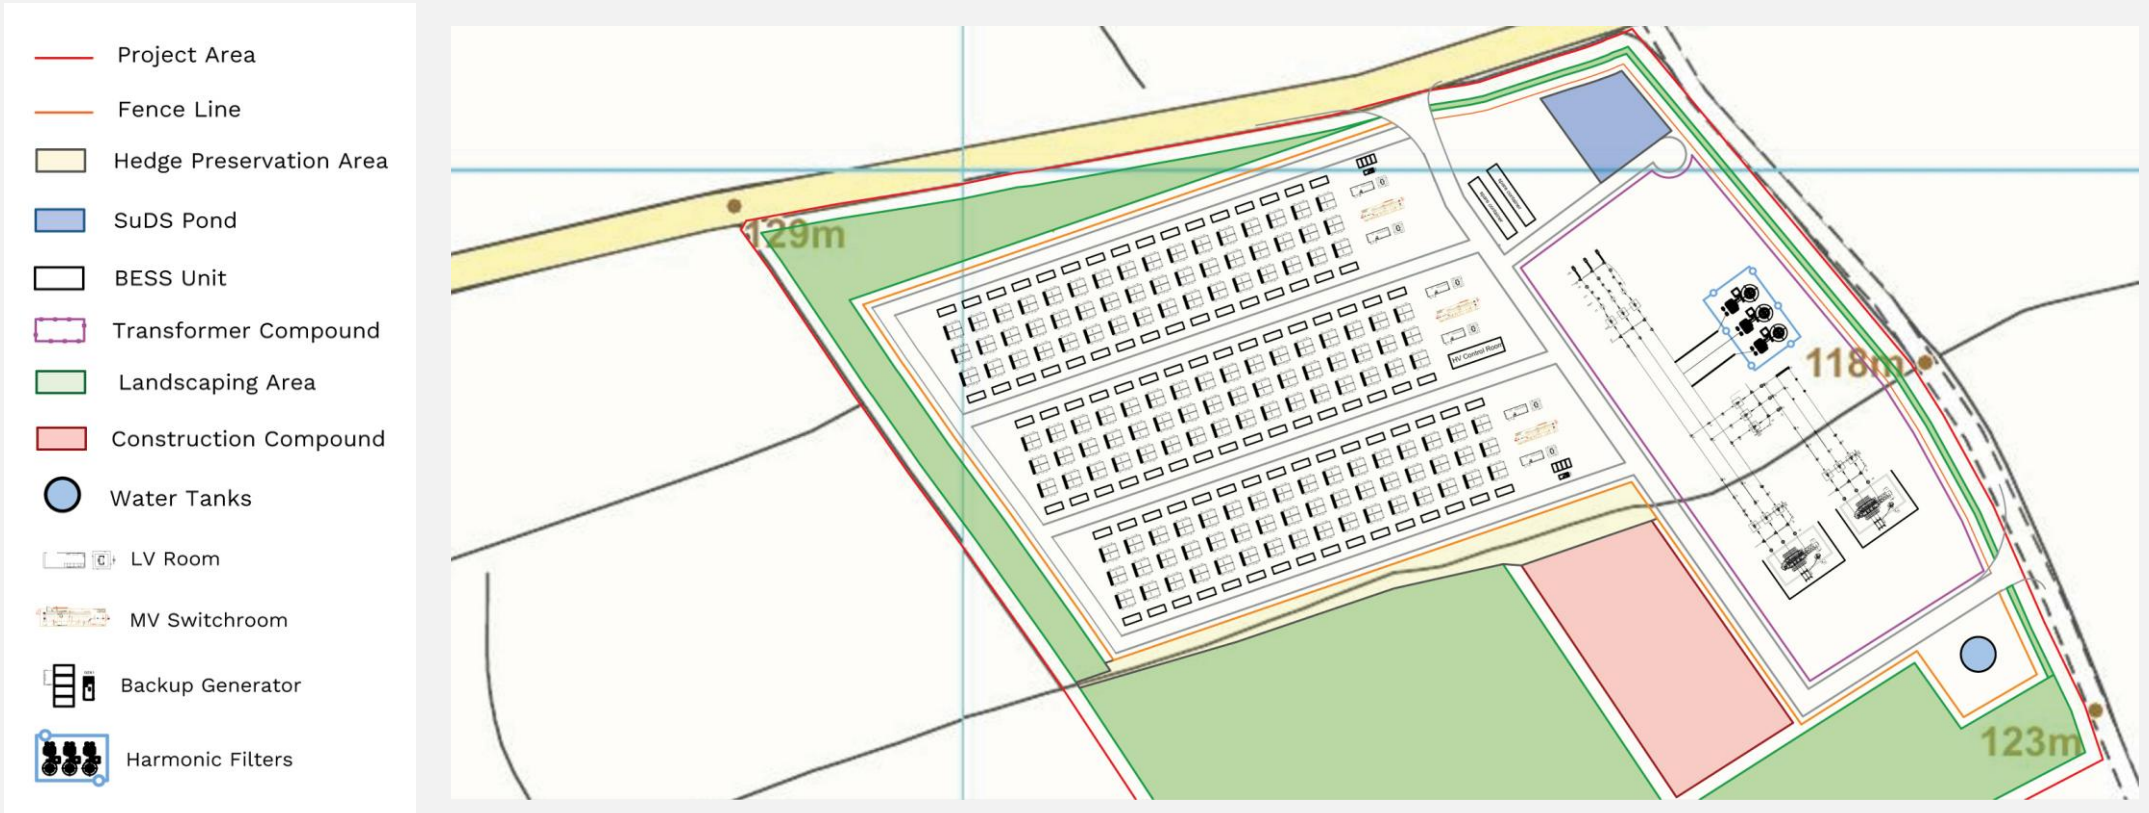 Project Area
Fence Line
Hedge Preservation Area
SuDS Pond
BESS Unit
Transformer Compound
Landscaping Area
Construction Compound
Water Tanks
LV Room
MV Switchroom
Backup Generator
Harmonic Filters
129m
HV Control Room
118m
123m